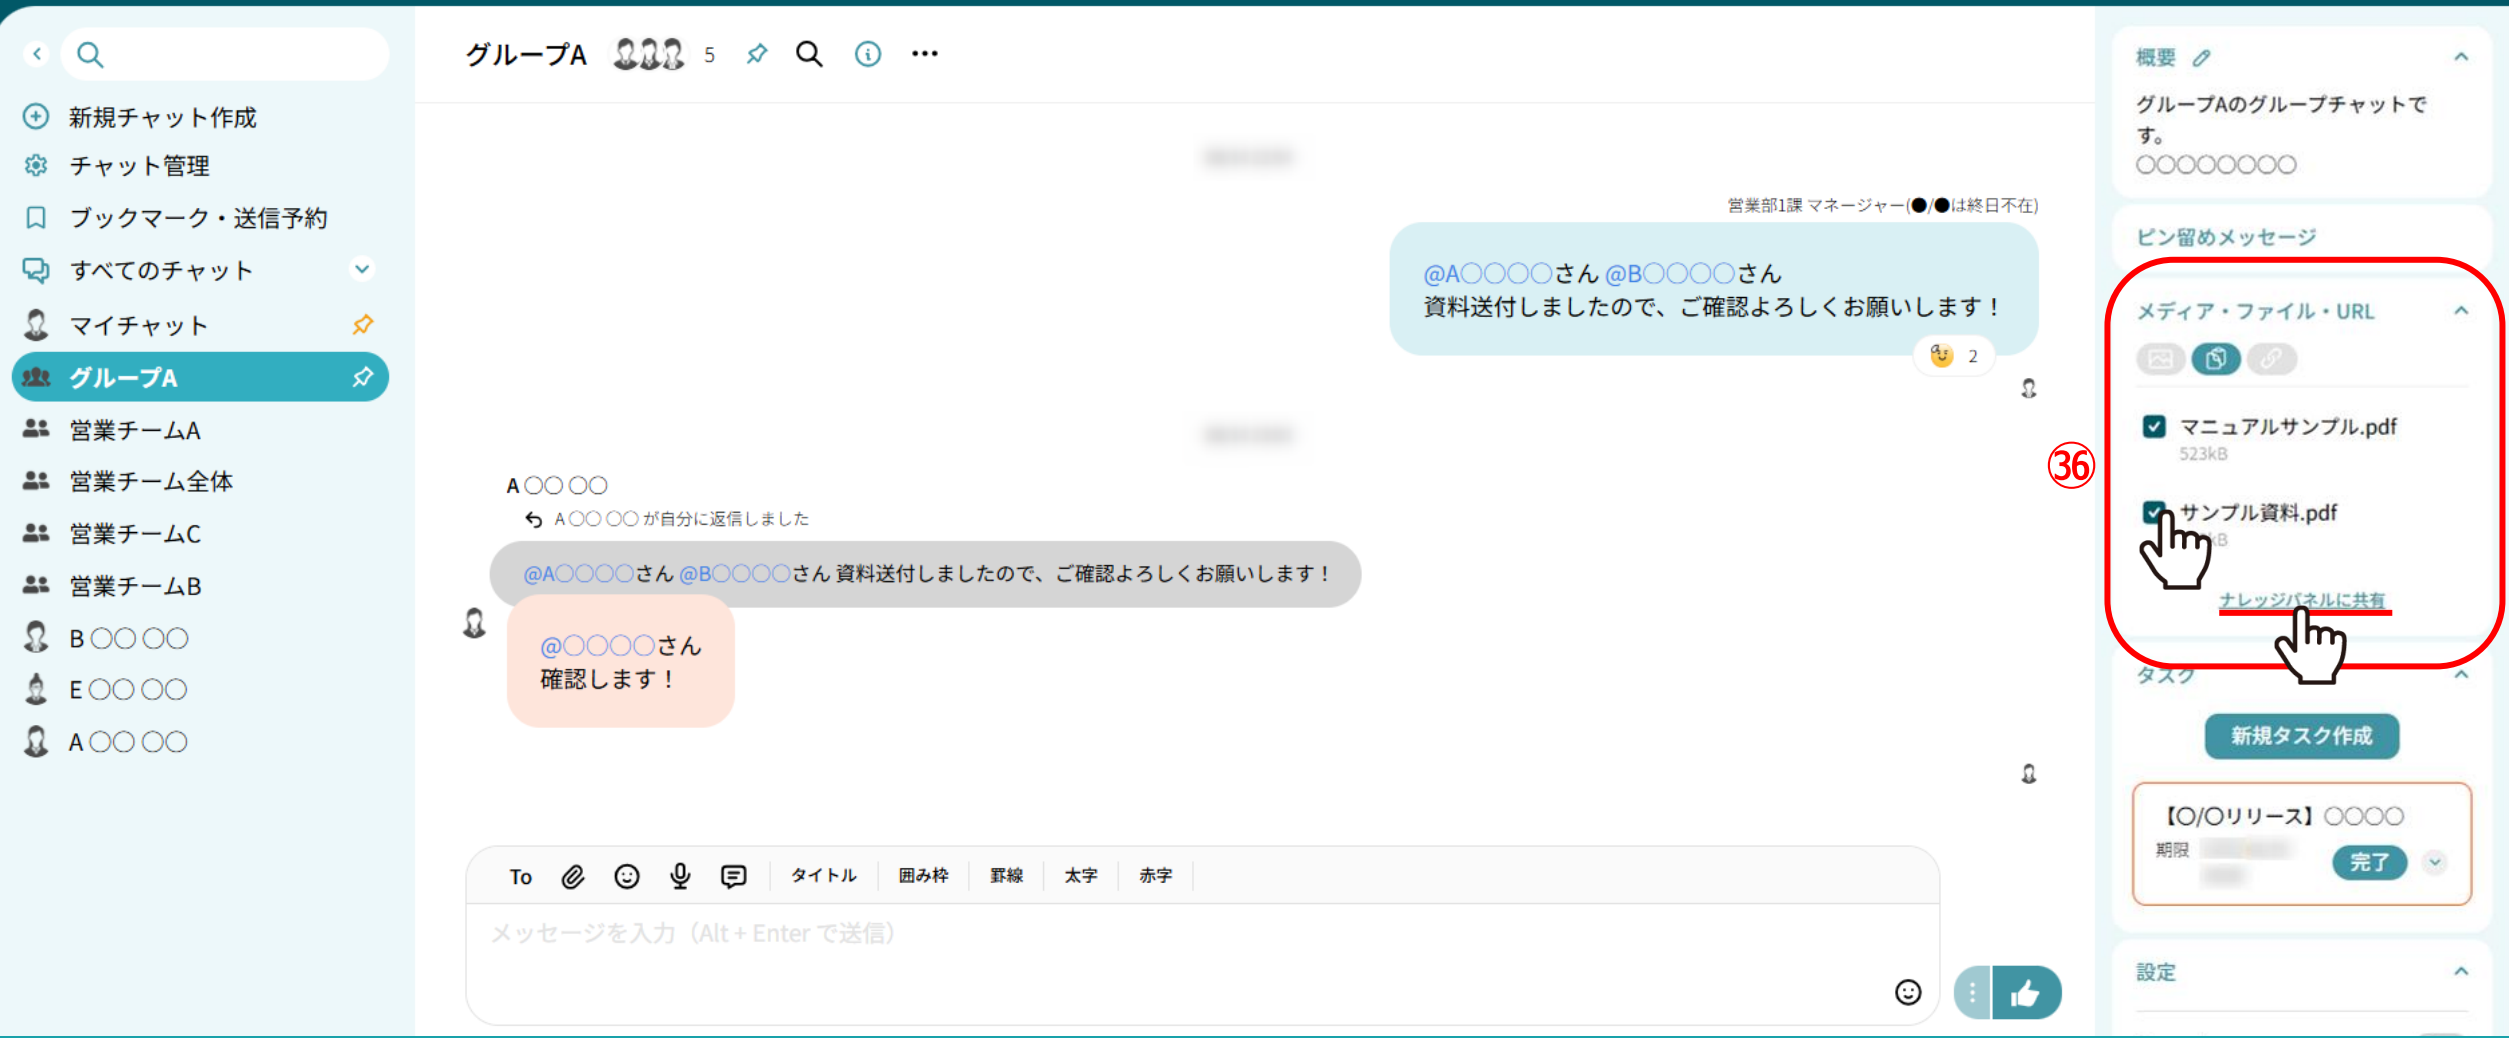 新規チャット作成
チャット管理
ブックマーク・送信予約
すべてのチャット
マイチャット
グループA
営業チームA
営業チーム全体
営業チームC
営業チームB
B〇〇 〇〇
E〇〇 〇〇
A〇〇 〇〇
グループA 5
営業部1課 マネージャー(●/●は終日不在)
@A〇〇〇〇さん @B〇〇〇〇さん
資料送付しましたので、ご確認よろしくお願いします！
2
A 〇〇 〇〇
A 〇〇 〇〇 が自分に返信しました
@A〇〇〇〇さん @B〇〇〇〇さん 資料送付しましたので、ご確認よろしくお願いします！
@〇〇〇〇さん
確認します！
To タイトル 囲み枠 罫線 太字 赤字
メッセージを入力（Alt + Enter で送信）
概要
グループAのグループチャットで
す。
〇〇〇〇〇〇〇〇
ピン留めメッセージ
㊱
メディア・ファイル・URL
マニュアルサンプル.pdf
523kB
サンプル資料.pdf
kB
ナレッジパネルに共有
タスク
新規タスク作成
【〇/〇リリース】〇〇〇〇
期限
完了
設定